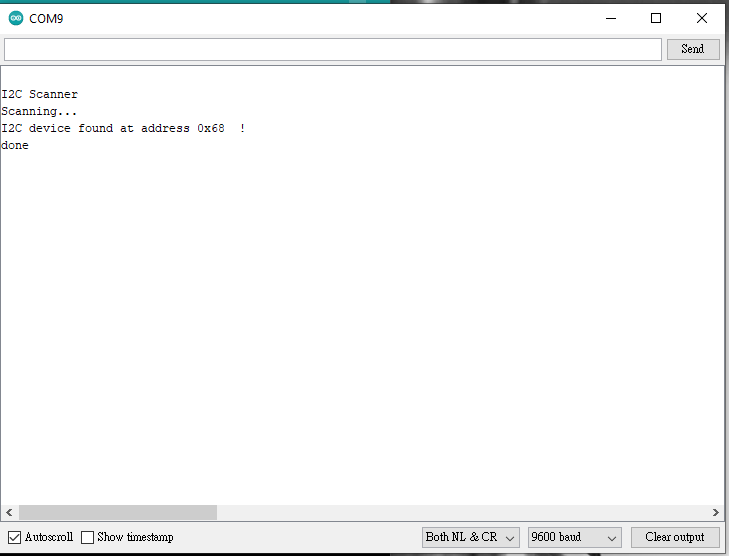 COM9
Send
I2C Scanner
Scanning...
I2C device found at address 0x68  !
done
Autoscroll
Show timestamp
Both NL & CR
9600 baud
Clear output